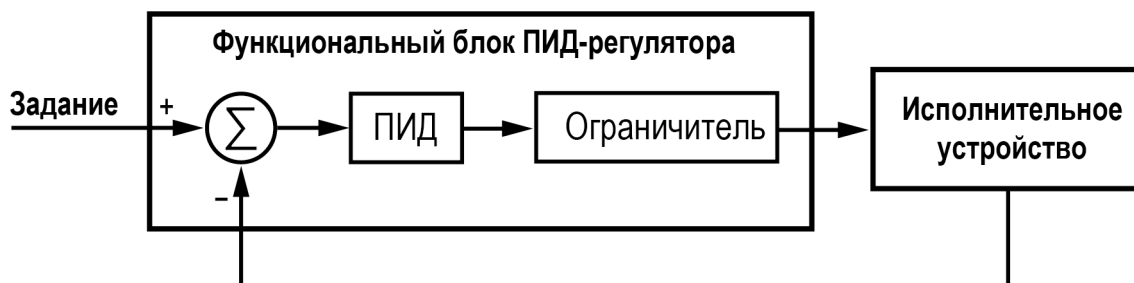 Функциональный блок ПИД-регулятора
Задание
+
Σ
ПИД
Ограничитель
Исполнительное
устройство
−